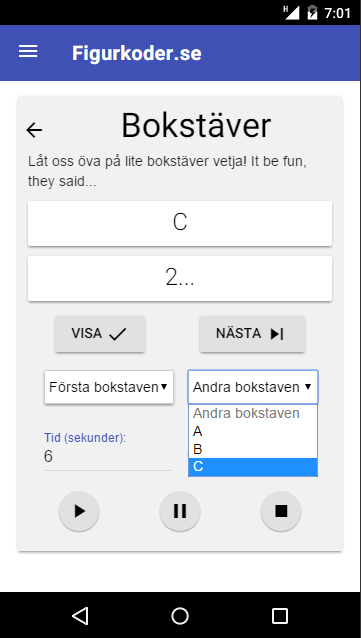 H 7:01
Figurkoder.se
Bokstäver
Låt oss öva på lite bokstäver vetja! It be fun,
they said...
C
2...
VISA NÄSTA
Första bokstaven Andra bokstaven
Andra bokstaven
A
B
C
Tid (sekunder):
6